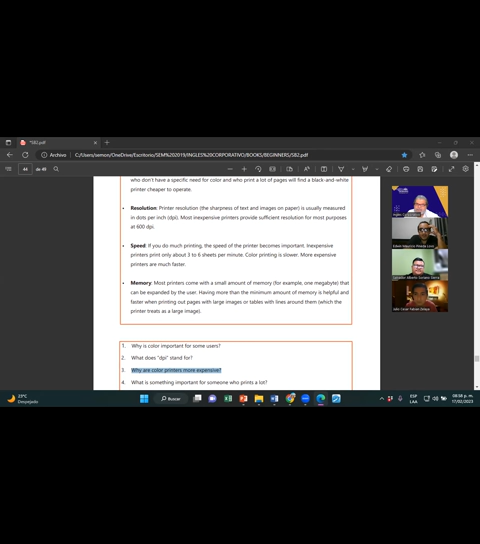 *SB2.pdf
Archivo | C:/Users/semon/OneDrive/Escritorio/SEM%202019/INGLES%20CORPORATIVO/BOOKS/BEGINNERS/SB2.pdf
44 de 49
who don't have a specific need for color and who print a lot of pages will find a black-and-white
printer cheaper to operate.
• Resolution: Printer resolution (the sharpness of text and images on paper) is usually measured
in dots per inch (dpi). Most inexpensive printers provide sufficient resolution for most purposes
at 600 dpi.
• Speed: If you do much printing, the speed of the printer becomes important. Inexpensive
printers print only about 3 to 6 sheets per minute. Color printing is slower. More expensive
printers are much faster.
• Memory: Most printers come with a small amount of memory (for example, one megabyte) that
can be expanded by the user. Having more than the minimum amount of memory is helpful and
faster when printing out pages with large images or tables with lines around them (which the
printer treats as a large image).
1. Why is color important for some users?
2. What does "dpi" stand for?
3. Why are color printers more expensive?
4. What is something important for someone who prints a lot?
23°C
Despejado
Buscar
ESP
LAA
08:58 p. m.
17/02/2023